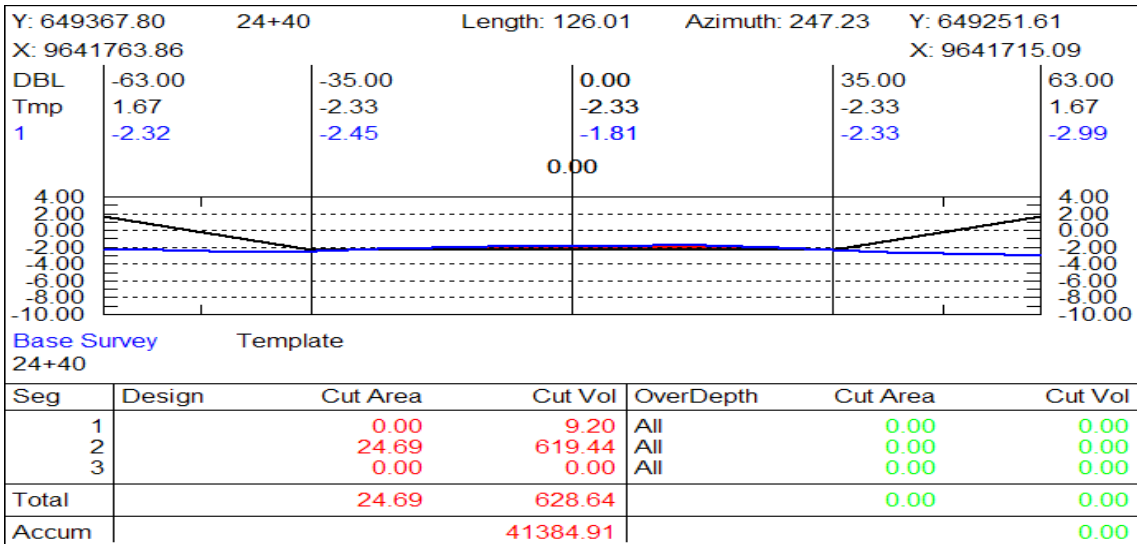 Y: 649367.80 24+40 Length: 126.01 Azimuth: 247.23 Y: 649251.61
X: 9641763.86 X: 9641715.09
DBL -63.00 -35.00 0.00 35.00 63.00
Tmp 1.67 -2.33 -2.33 -2.33 1.67
1 -2.32 -2.45 -1.81 -2.33 -2.99
0.00
4.00 4.00
2.00 2.00
0.00 0.00
-2.00 -2.00
-4.00 -4.00
-6.00 -6.00
-8.00 -8.00
-10.00 -10.00
Base Survey Template
24+40
Seg Design Cut Area Cut Vol OverDepth Cut Area Cut Vol
1 0.00 9.20 All 0.00 0.00
2 24.69 619.44 All 0.00 0.00
3 0.00 0.00 All 0.00 0.00
Total 24.69 628.64 0.00 0.00
Accum 41384.91 0.00